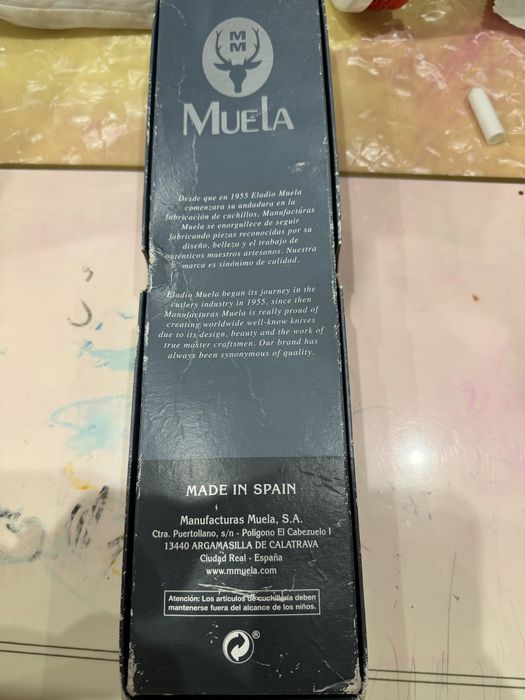 MM
MUELA
Desde que en 1955 Eladio Muela
comenzara su andadura en la
fabricación de cuchillos, Manufacturas
Muela se enorgullece de seguir
fabricando piezas reconocidas por su
diseño, belleza y el trabajo de
auténticos maestros artesanos. Nuestra
marca es sinónimo de calidad.
Eladio Muela began its journey in the
cutlery industry in 1955, since then
Manufacturas Muela is really proud of
creating worldwide well-know knives
due to its design, beauty and the work of
true master craftsmen. Our brand has
always been synonymous of quality.
MADE IN SPAIN
Manufacturas Muela, S.A.
Ctra. Puertollano, s/n - Poligono El Cabezuelo I
13440 ARGAMASILLA DE CALATRAVA
Ciudad Real - España
www.mmuela.com
Atención: Los artículos de cuchillería deben
mantenerse fuera del alcance de los niños.
®